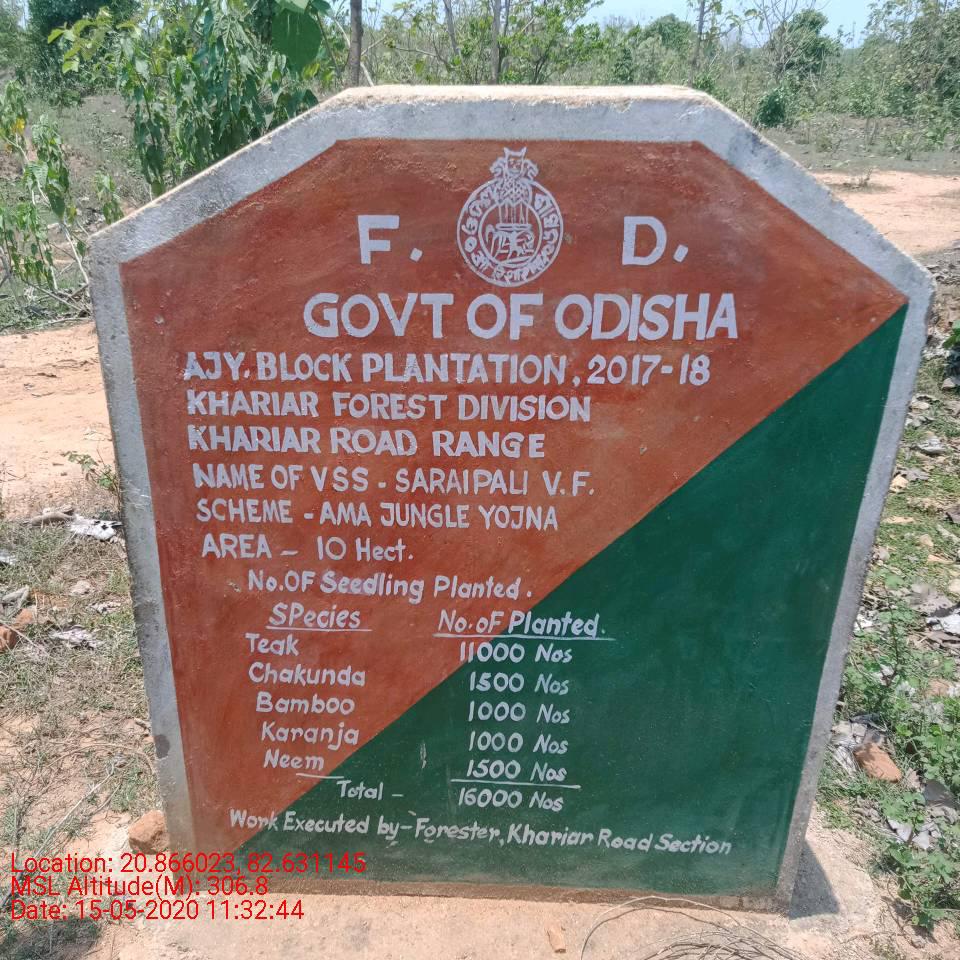 F. D.
GOVT OF ODISHA
AJY. BLOCK PLANTATION, 2017-18
KHARIAR FOREST DIVISION
KHARIAR ROAD RANGE
NAME OF VSS - SARAIPALI V.F.
SCHEME - AMA JUNGLE YOJNA
AREA - 10 Hect.
No. OF Seedling Planted.
SPecies No. oF Planted.
Teak 11000 Nos
Chakunda 1500 Nos
Bamboo 1000 Nos
Karanja 1000 Nos
Neem 1500 Nos
Total - 16000 Nos
Work Executed by - Forester, Khariar Road Section
Location: 20.866023, 82.631145
MSL Altitude(M): 306.8
Date: 15-05-2020 11:32:44